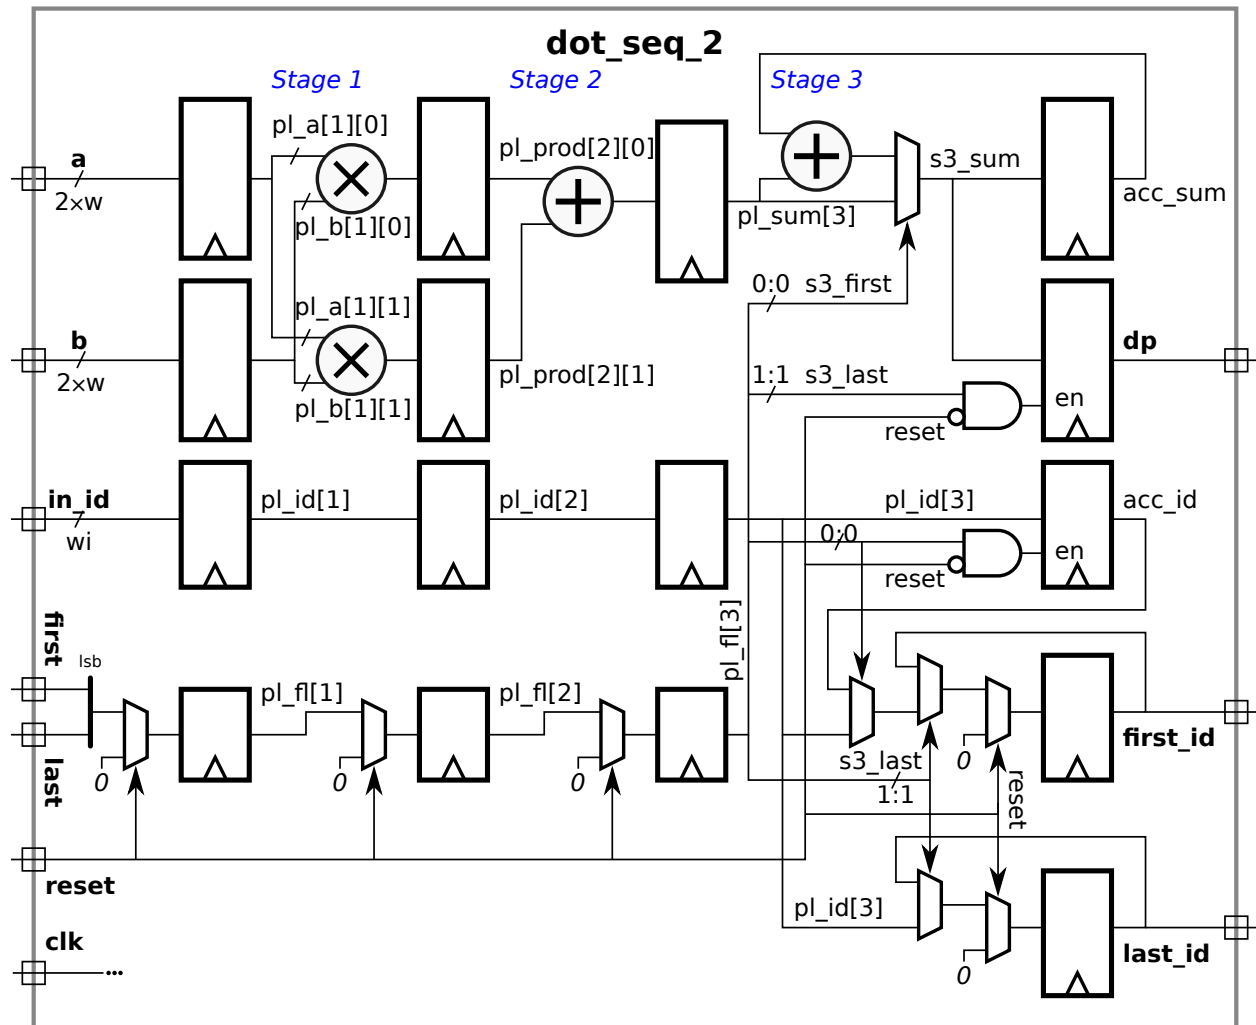 dot_seq_2
Stage 1
Stage 2
Stage 3
pl_a[1][0]
pl_prod[2][0]
a
2×w
s3_sum
acc_sum
pl_b[1][0]
pl_sum[3]
0:0 s3_first
pl_a[1][1]
b
2×w
dp
1:1 s3_last
pl_prod[2][1]
pl_b[1][1]
en
reset
in_id
wi
pl_id[1]
pl_id[2]
pl_id[3]
acc_id
0:0
en
reset
pl_fl[3]
first
lsb
pl_fl[1]
pl_fl[2]
last
0
0
0
s3_last
1:1
0
first_id
reset
reset
pl_id[3]
clk
...
0
last_id